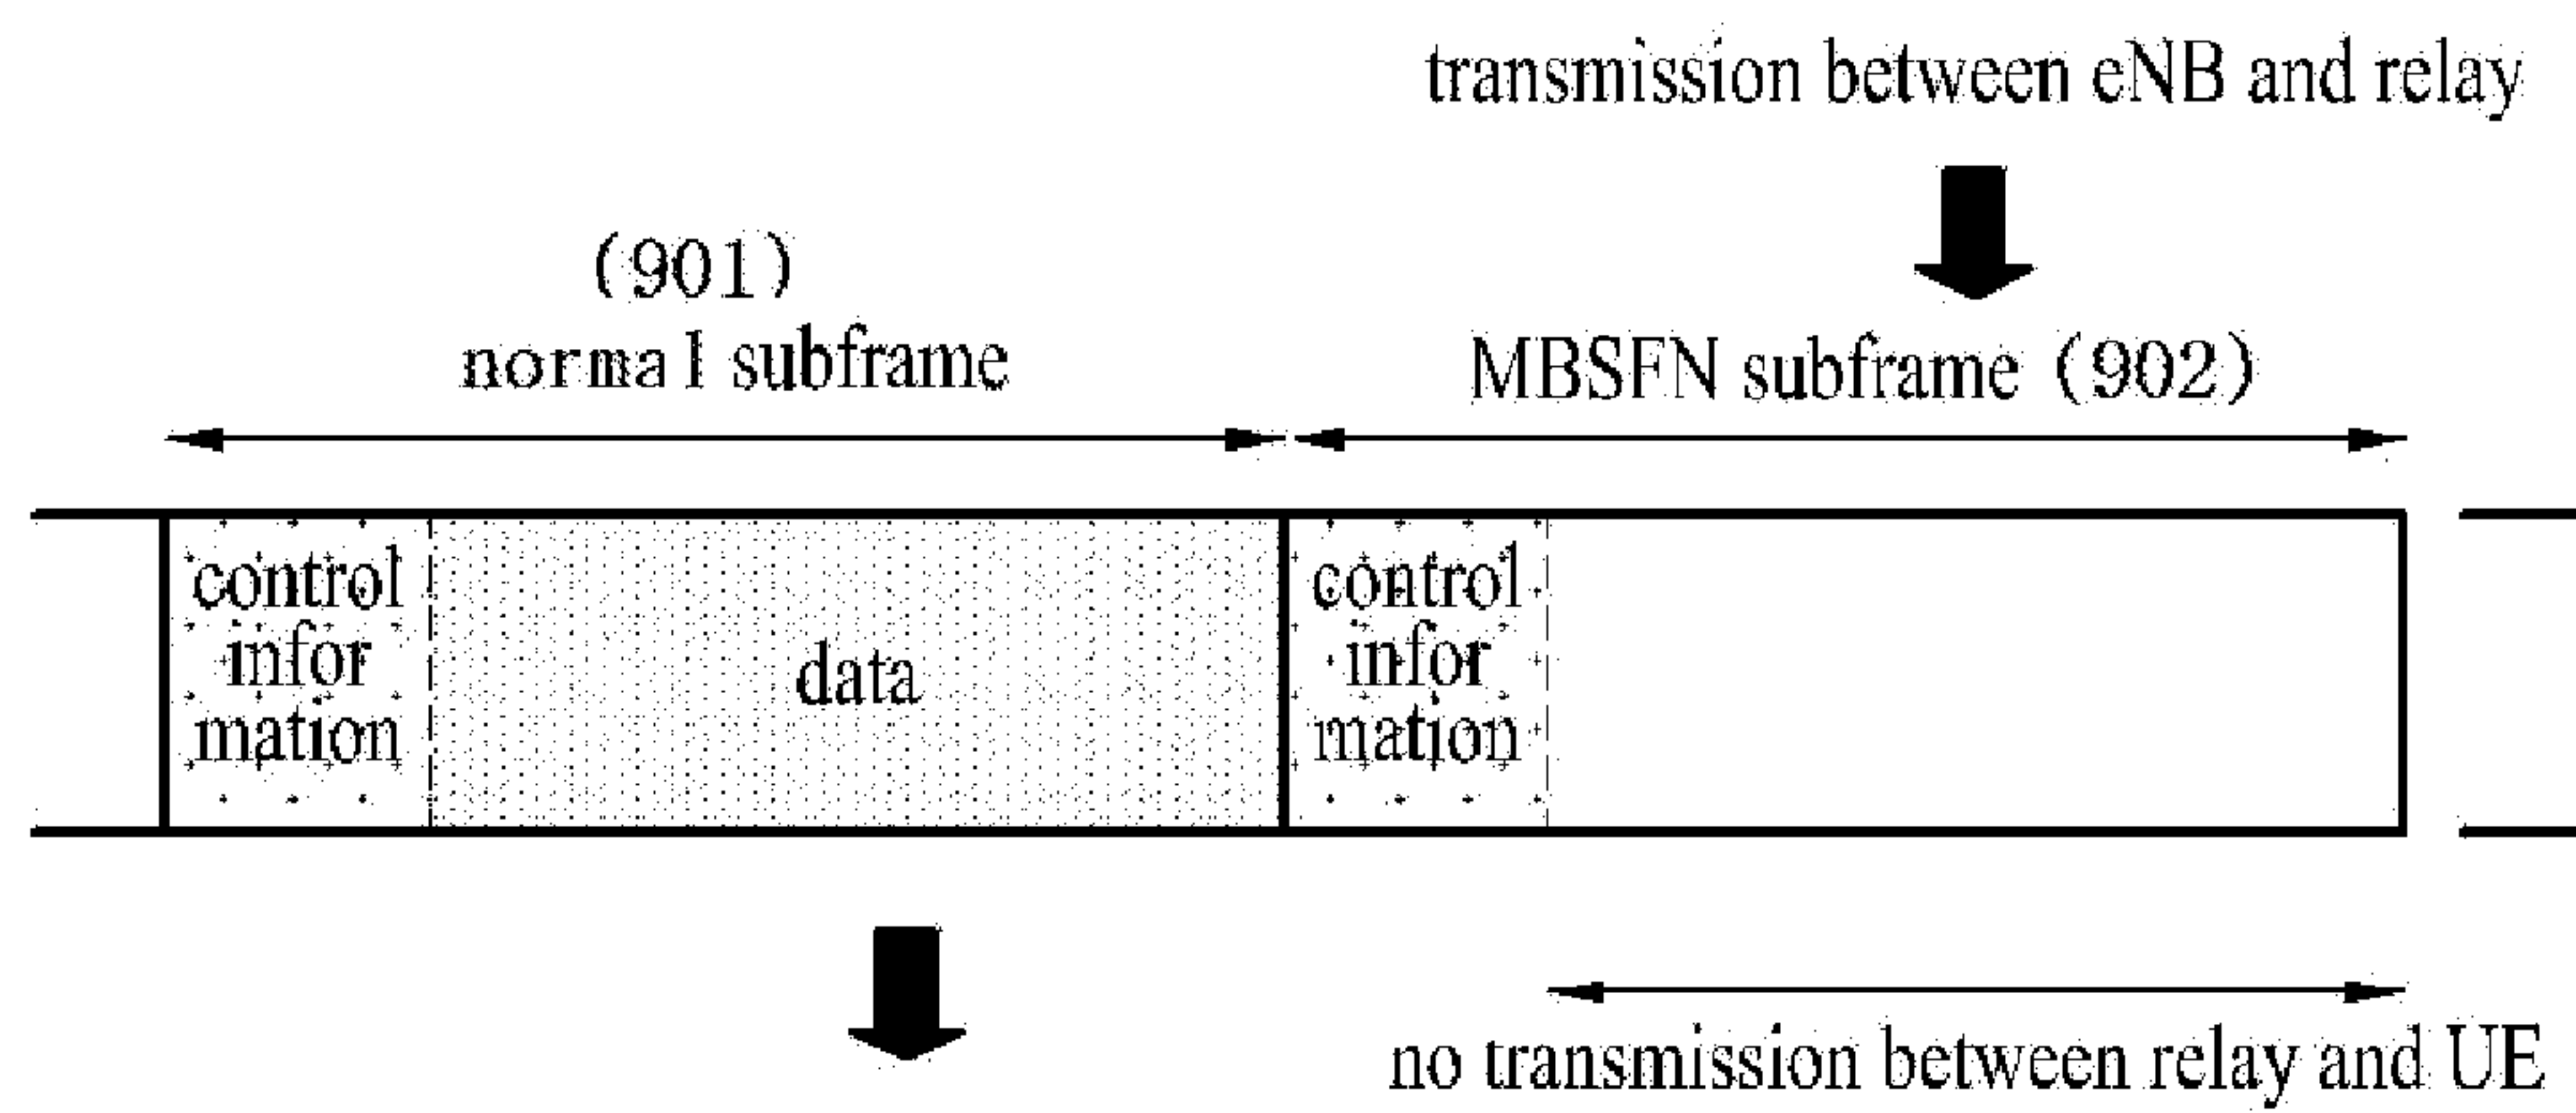 transmission between eNB and relay
(901)
normal subframe
MBSFN subframe (902)
control
infor
mation
data
control
infor
mation
no transmission between relay and UE